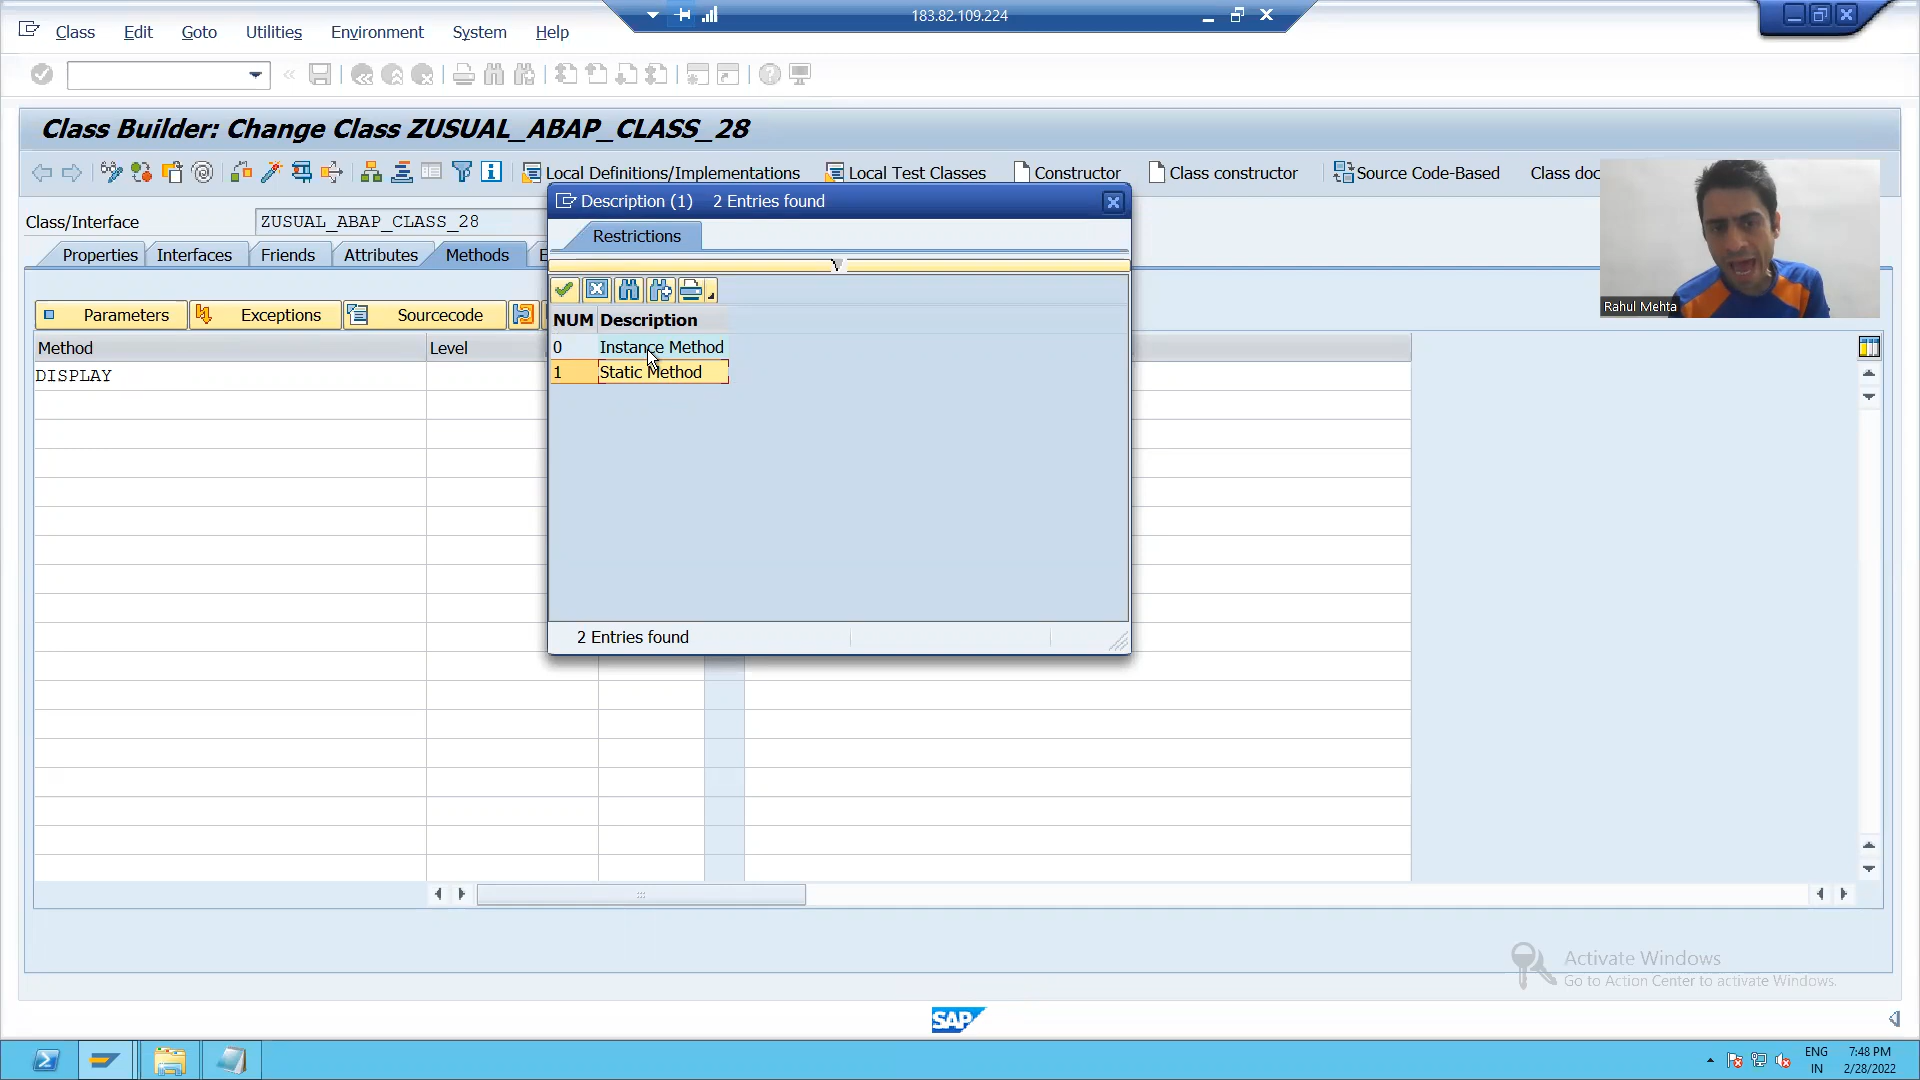 183.82.109.224
Class Edit Goto Utilities Environment System Help
Class Builder: Change Class ZUSUAL_ABAP_CLASS_28
Local Definitions/Implementations Local Test Classes Constructor Class constructor Source Code-Based Class doc
Description (1) 2 Entries found
Class/Interface ZUSUAL_ABAP_CLASS_28
Restrictions
Properties Interfaces Friends Attributes Methods E
Parameters Exceptions Sourcecode
Rahul Mehta
NUM Description
Method Level
0 Instance Method
1 Static Method
DISPLAY
2 Entries found
Activate Windows
Go to Action Center to activate Windows.
SAP
ENG 7:48 PM
IN 2/28/2022